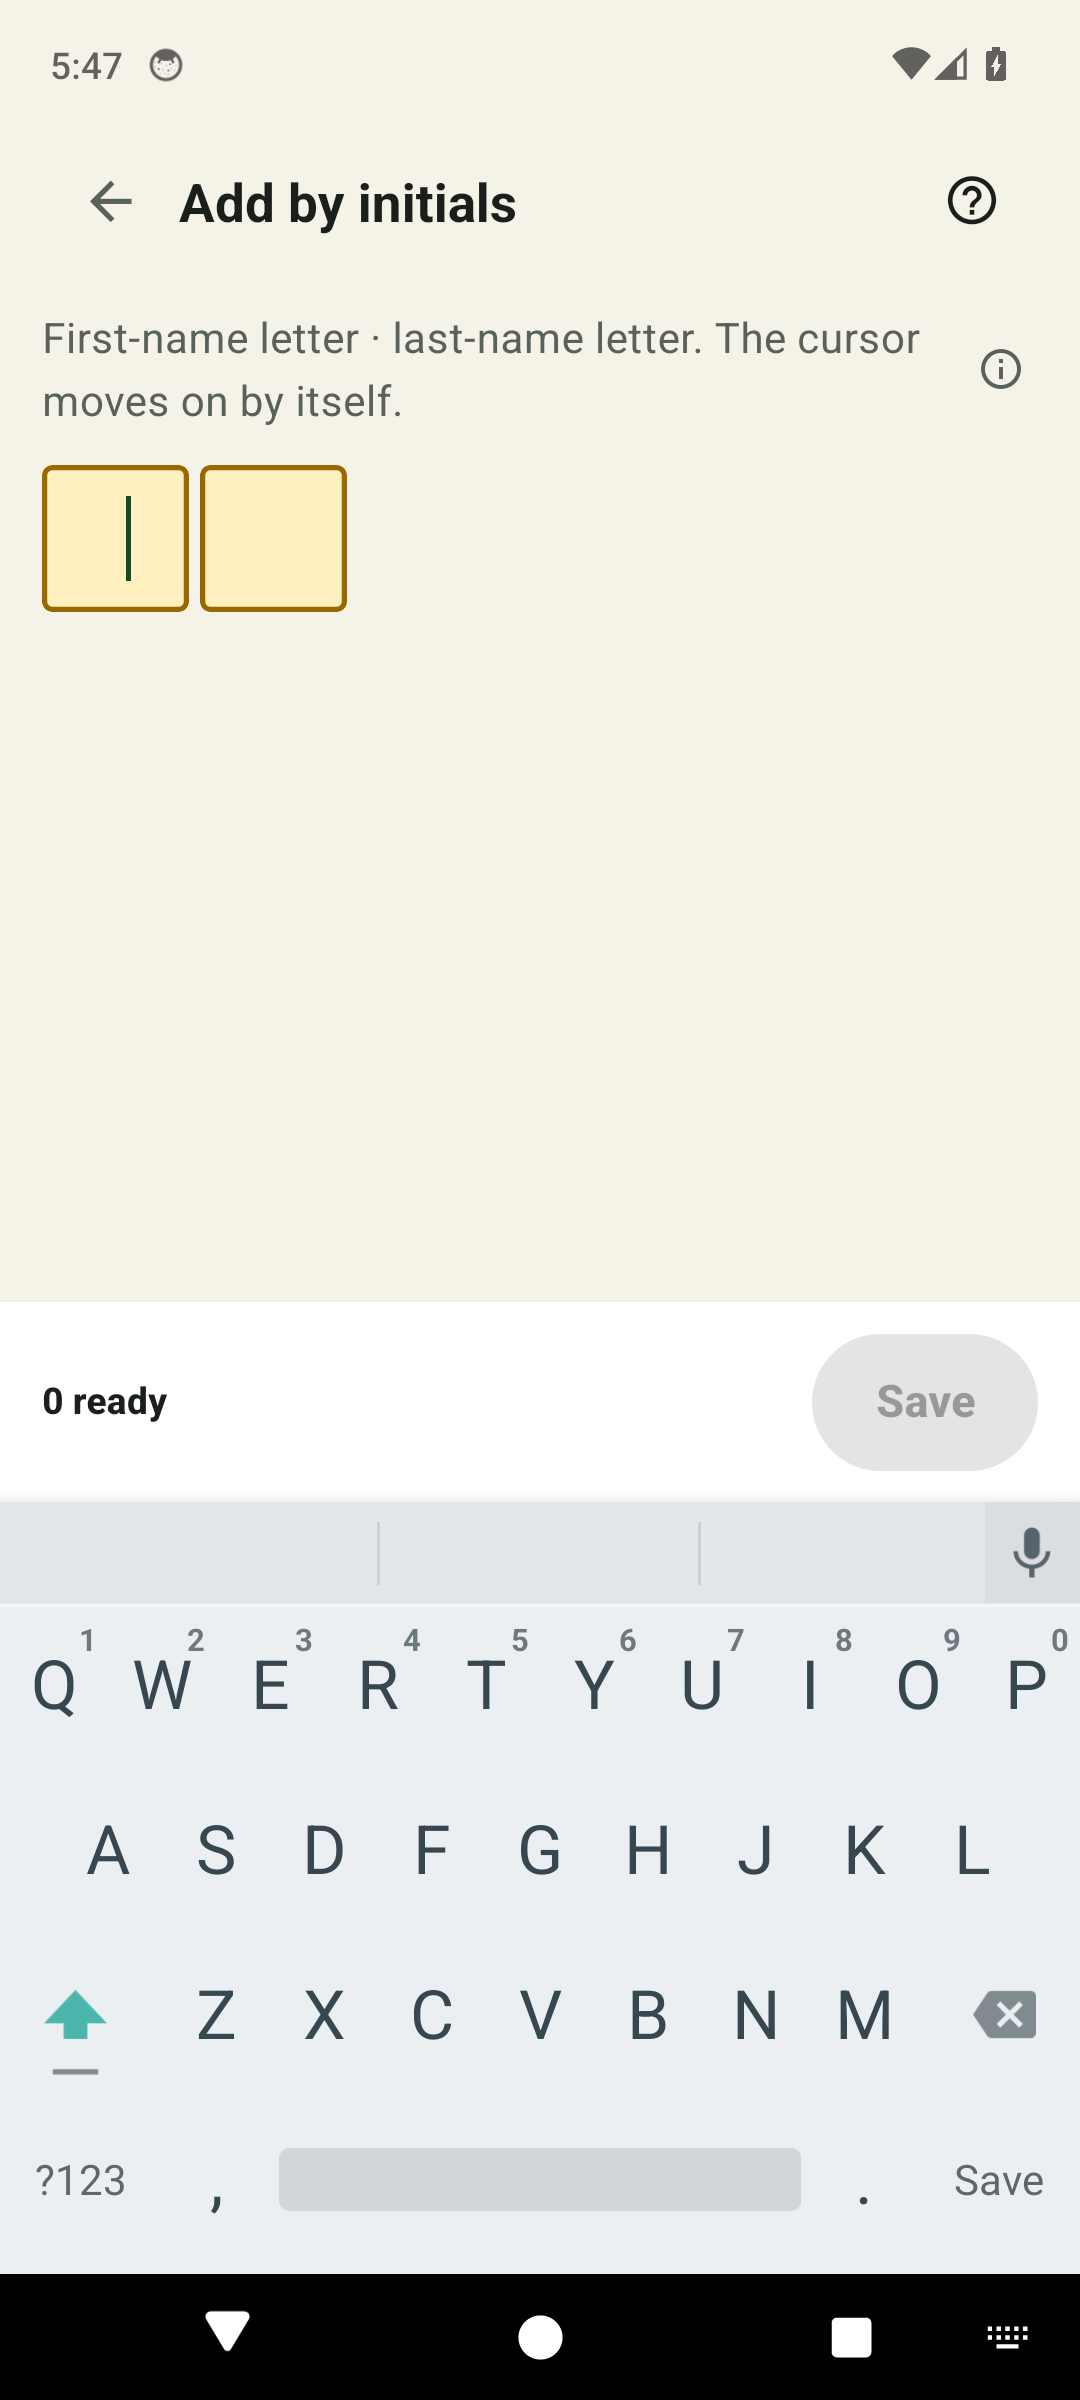 5:47
Add by initials
First-name letter · last-name letter. The cursor
moves on by itself.
0 ready
Save
1 2 3 4 5 6 7 8 9 0
Q W E R T Y U I O P
A S D F G H J K L
Z X C V B N M
?123 , . Save